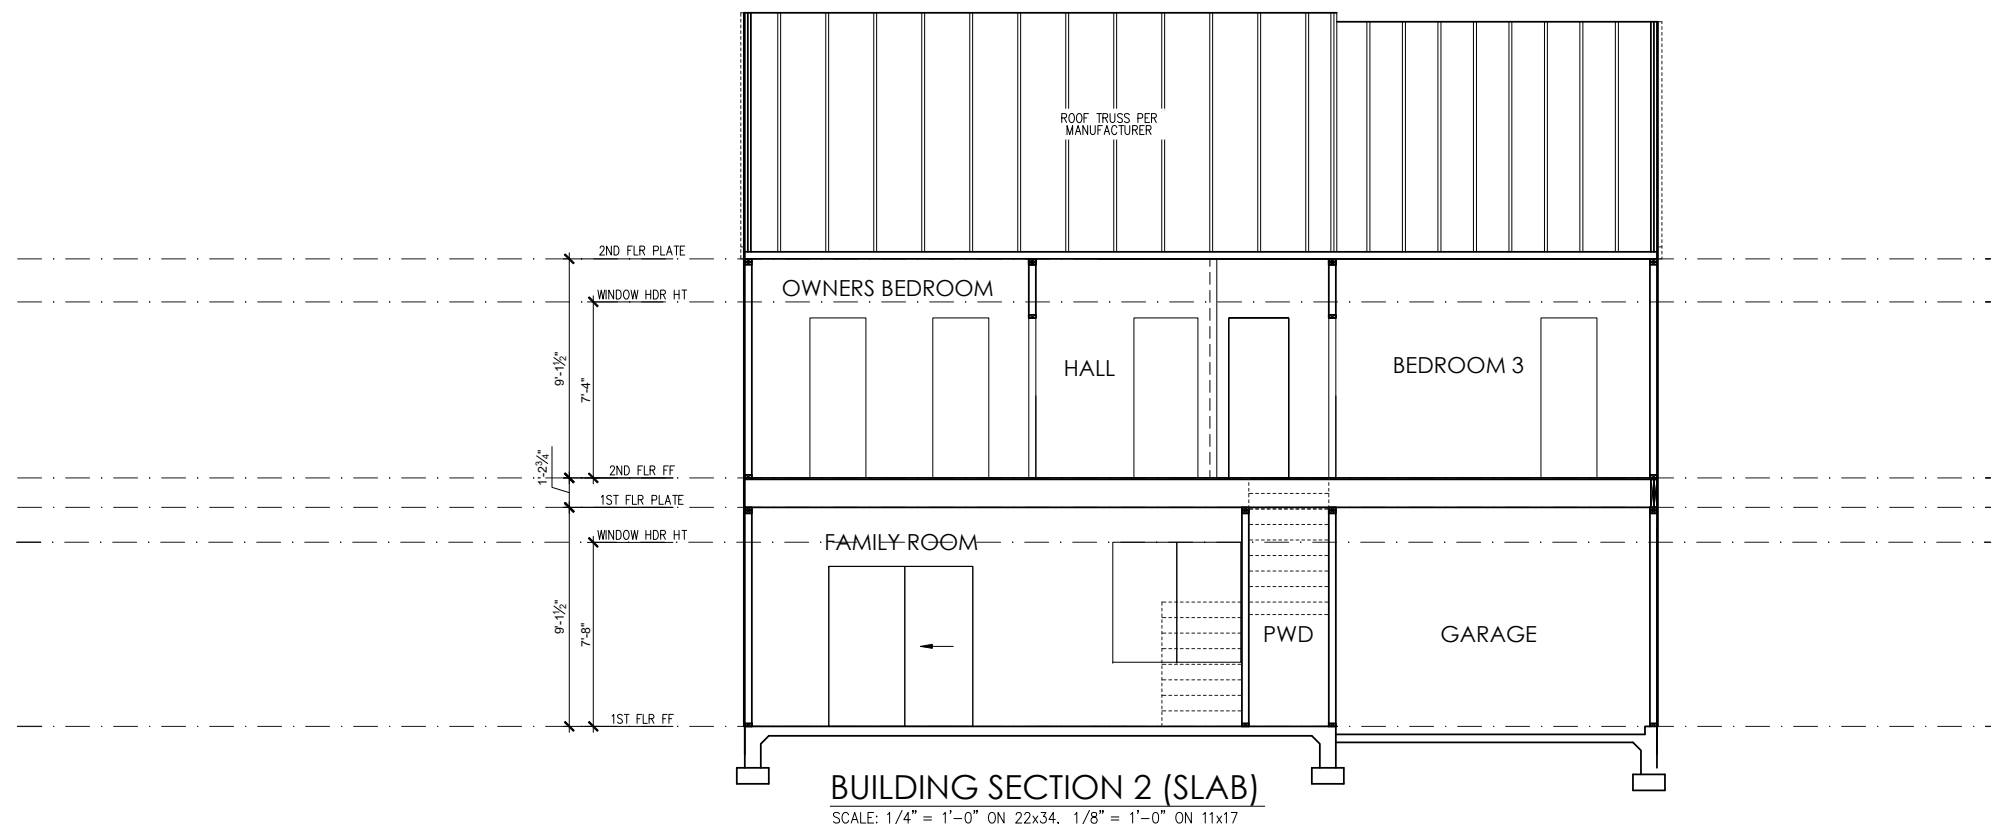 ROOF TRUSS PER
MANUFACTURER
2ND FLR PLATE
OWNERS BEDROOM
WINDOW HDR HT
9'-1½"
7'-4"
HALL
BEDROOM 3
1'-2¾"
2ND FLR FF
1ST FLR PLATE
WINDOW HDR HT
FAMILY ROOM
9'-1½"
7'-8"
PWD
GARAGE
1ST FLR FF
BUILDING SECTION 2 (SLAB)
SCALE: 1/4" = 1'-0" ON 22x34, 1/8" = 1'-0" ON 11x17